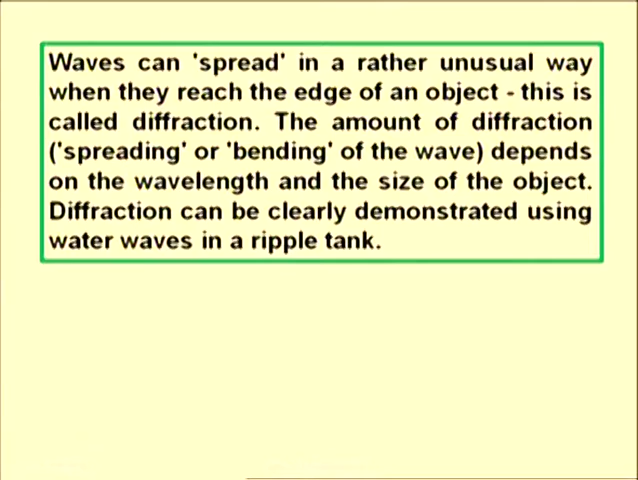 Waves can 'spread' in a rather unusual way
when they reach the edge of an object - this is
called diffraction. The amount of diffraction
('spreading' or 'bending' of the wave) depends
on the wavelength and the size of the object.
Diffraction can be clearly demonstrated using
water waves in a ripple tank.